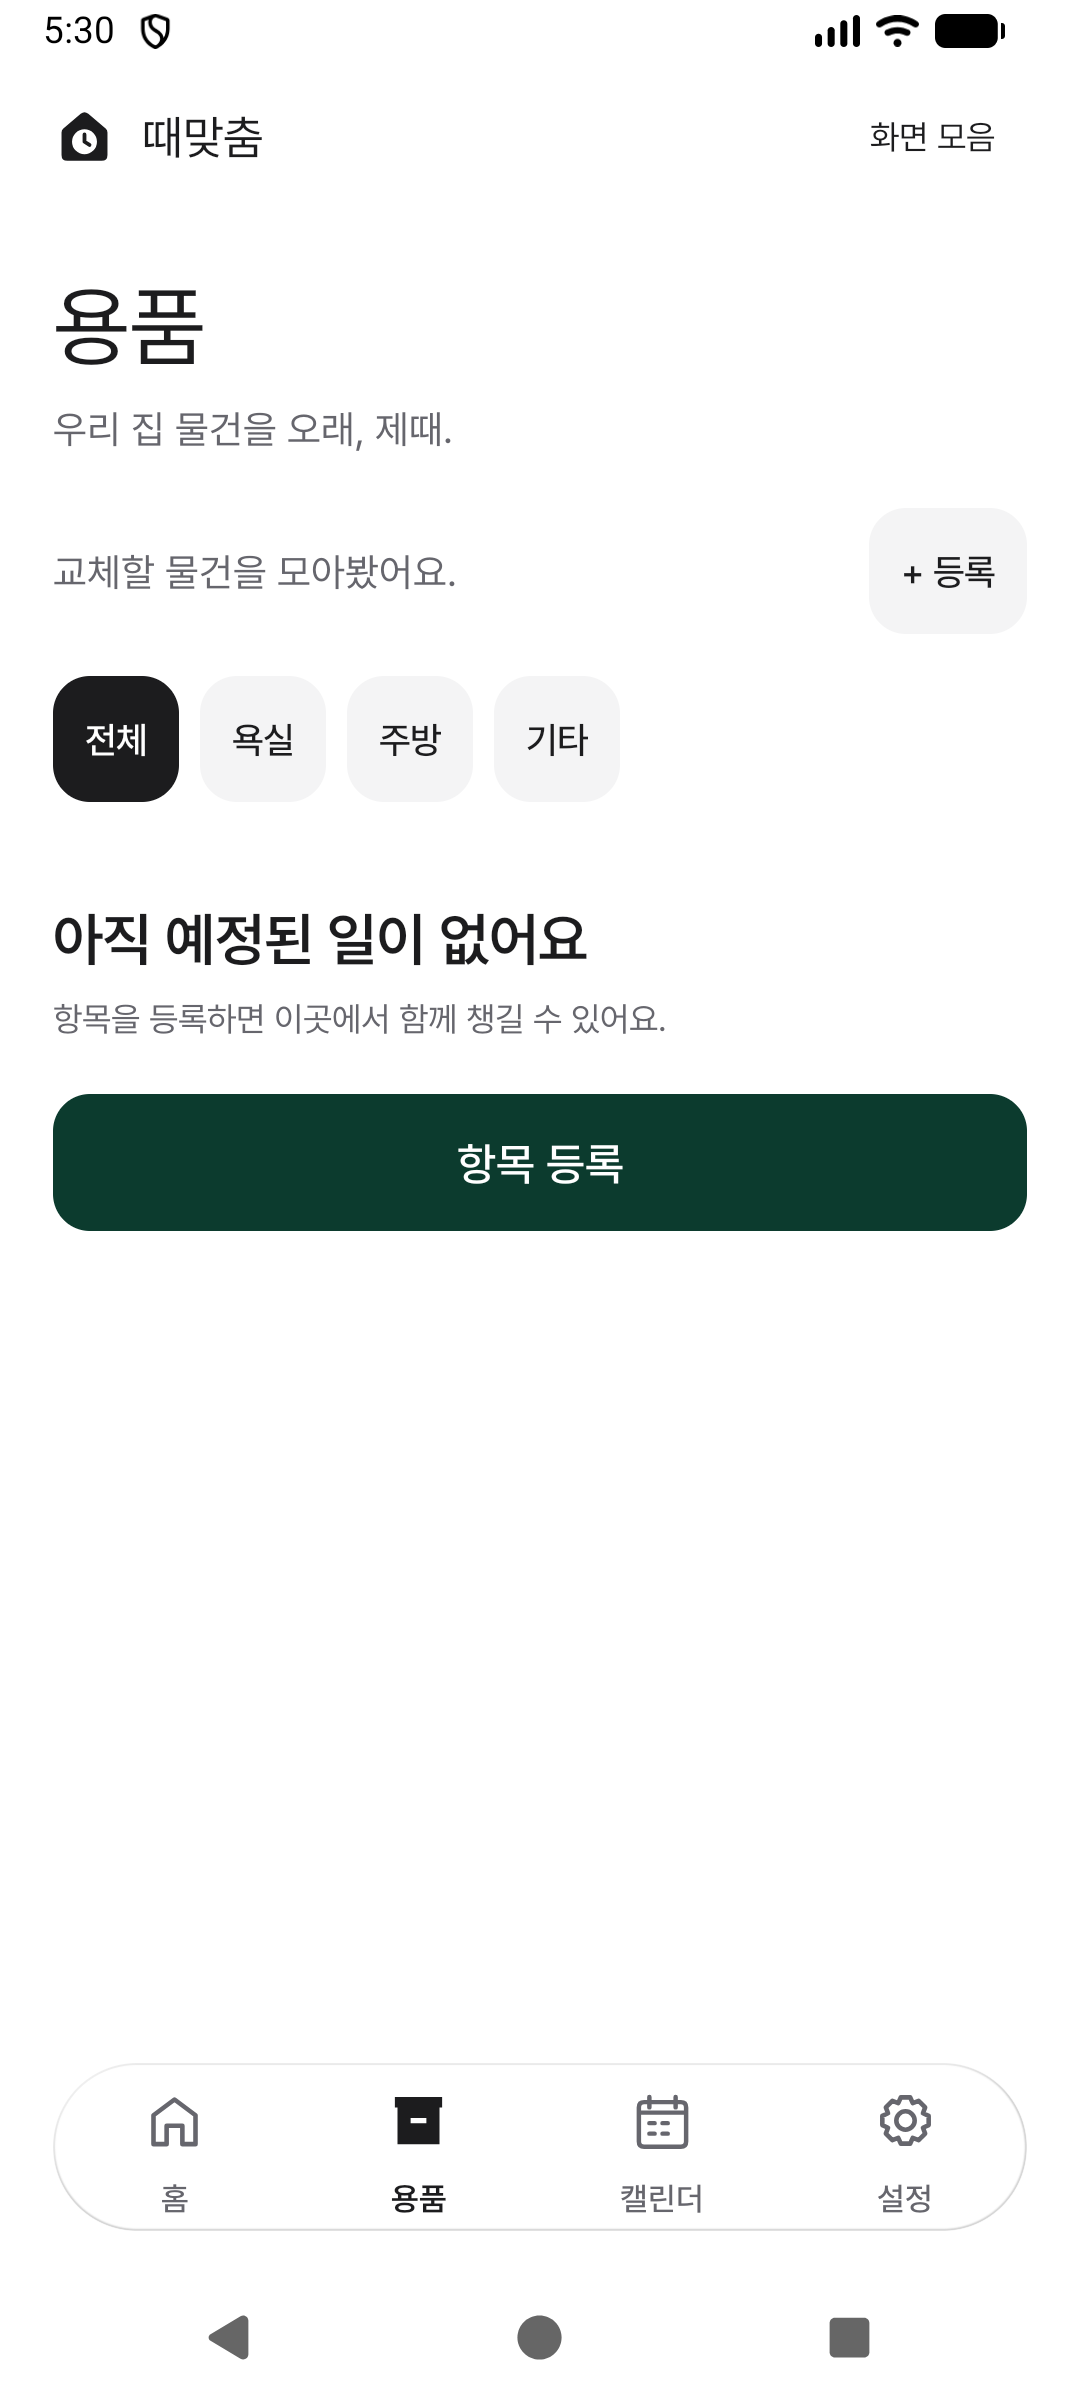 5:30
때맞춤
화면 모음
용품
우리 집 물건을 오래, 제때.
교체할 물건을 모아봤어요.
+ 등록
전체 욕실 주방 기타
아직 예정된 일이 없어요
항목을 등록하면 이곳에서 함께 챙길 수 있어요.
항목 등록
홈 용품 캘린더 설정